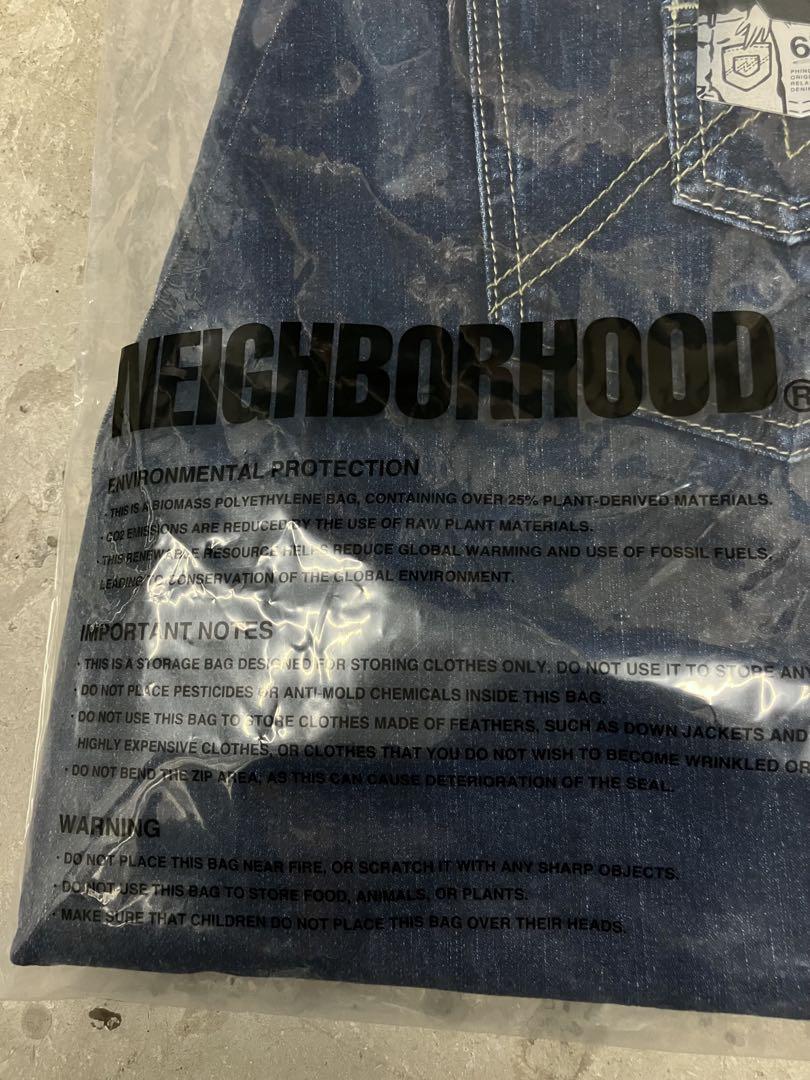 6
PHIN
ORIG
RELA
DENI
NEIGHBORHOOD®
ENVIRONMENTAL PROTECTION
· THIS IS A BIOMASS POLYETHYLENE BAG, CONTAINING OVER 25% PLANT-DERIVED MATERIALS.
· CO2 EMISSIONS ARE REDUCED BY THE USE OF RAW PLANT MATERIALS.
· THIS RENEWABLE RESOURCE HELPS REDUCE GLOBAL WARMING AND USE OF FOSSIL FUELS,
LEADING TO CONSERVATION OF THE GLOBAL ENVIRONMENT.
IMPORTANT NOTES
· THIS IS A STORAGE BAG DESIGNED FOR STORING CLOTHES ONLY. DO NOT USE IT TO STORE ANY
· DO NOT PLACE PESTICIDES OR ANTI-MOLD CHEMICALS INSIDE THIS BAG.
· DO NOT USE THIS BAG TO STORE CLOTHES MADE OF FEATHERS, SUCH AS DOWN JACKETS AND
HIGHLY EXPENSIVE CLOTHES, OR CLOTHES THAT YOU DO NOT WISH TO BECOME WRINKLED OR
· DO NOT BEND THE ZIP AREA, AS THIS CAN CAUSE DETERIORATION OF THE SEAL.
WARNING
· DO NOT PLACE THIS BAG NEAR FIRE, OR SCRATCH IT WITH ANY SHARP OBJECTS.
· DO NOT USE THIS BAG TO STORE FOOD, ANIMALS, OR PLANTS.
· MAKE SURE THAT CHILDREN DO NOT PLACE THIS BAG OVER THEIR HEADS.